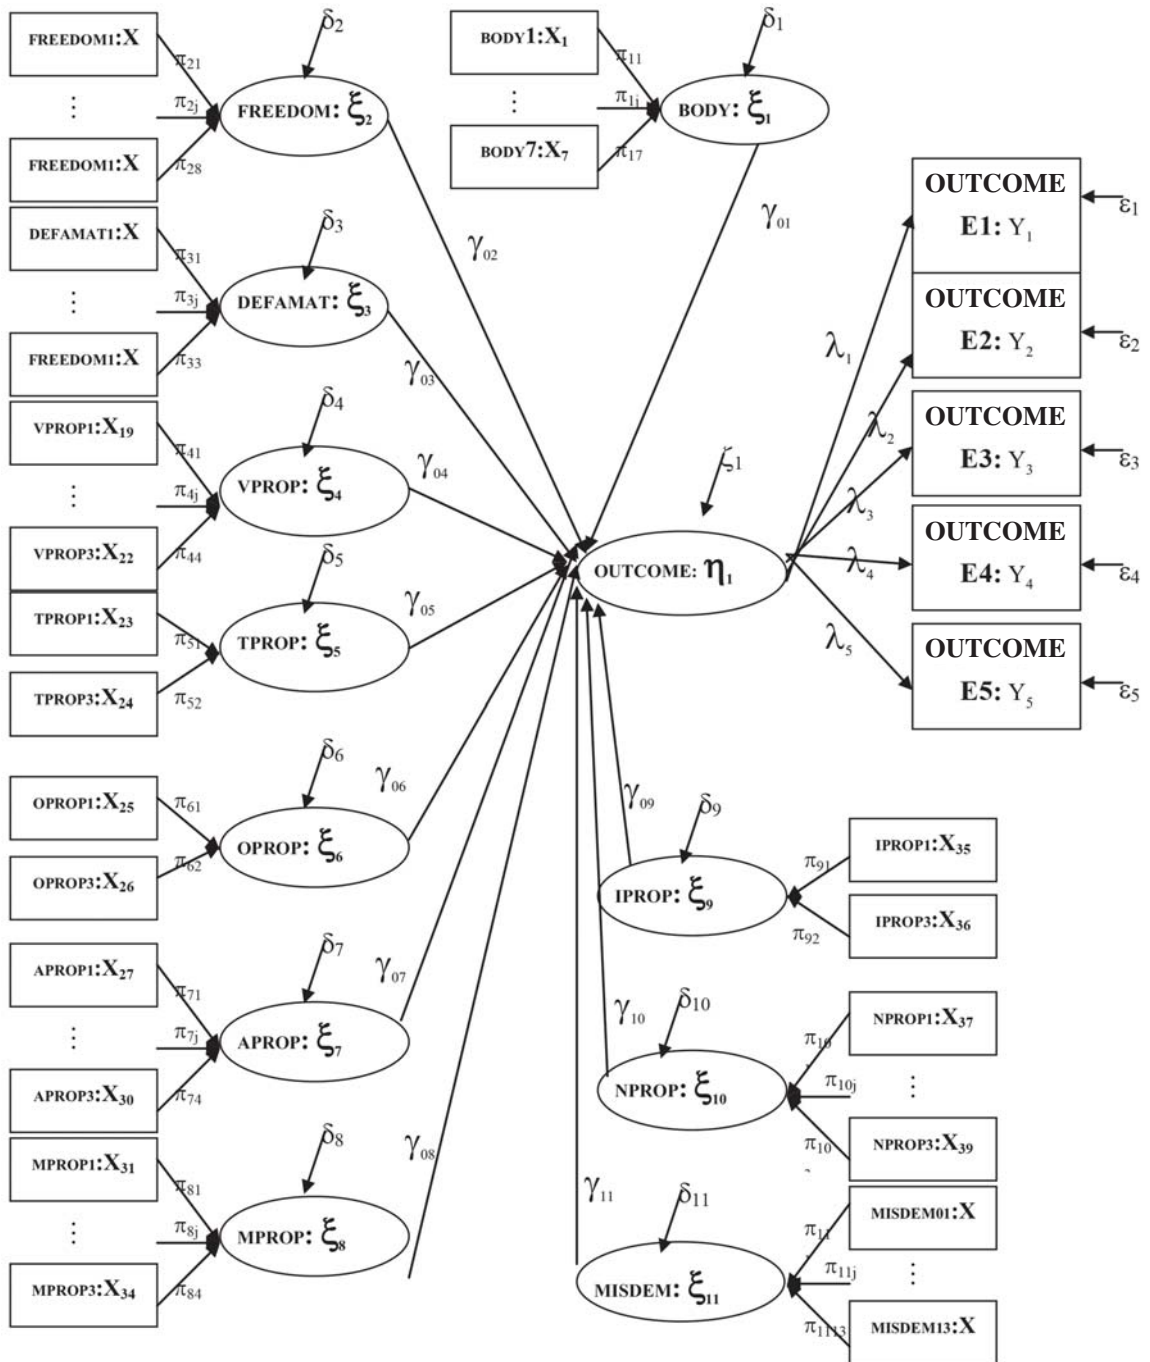 FREEDOM1:X
⋮
FREEDOM1:X
π21
π2j
π28
δ2
FREEDOM: ξ2
BODY1:X1
⋮
BODY7:X7
π11
π1j
π17
δ1
BODY: ξ1
DEFAMAT1:X
⋮
FREEDOM1:X
π31
π3j
π33
δ3
DEFAMAT: ξ3
VPROP1:X19
⋮
VPROP3:X22
π41
π4j
π44
δ4
VPROP: ξ4
TPROP1:X23
TPROP3:X24
π51
π52
δ5
TPROP: ξ5
OPROP1:X25
OPROP3:X26
π61
π62
δ6
OPROP: ξ6
APROP1:X27
⋮
APROP3:X30
π71
π7j
π74
δ7
APROP: ξ7
MPROP1:X31
⋮
MPROP3:X34
π81
π8j
π84
δ8
MPROP: ξ8
γ02
γ01
γ03
γ04
γ05
γ06
γ07
γ08
γ09
γ10
γ11
ζ1
OUTCOME: η1
λ1
λ2
λ3
λ4
λ5
OUTCOME
E1: Y1
ε1
OUTCOME
E2: Y2
ε2
OUTCOME
E3: Y3
ε3
OUTCOME
E4: Y4
ε4
OUTCOME
E5: Y5
ε5
δ9
IPROP: ξ9
π91
π92
IPROP1:X35
IPROP3:X36
δ10
NPROP: ξ10
π10
π10j
π10
NPROP1:X37
⋮
NPROP3:X39
δ11
MISDEM: ξ11
π11
π11j
π1113
MISDEM01:X
⋮
MISDEM13:X